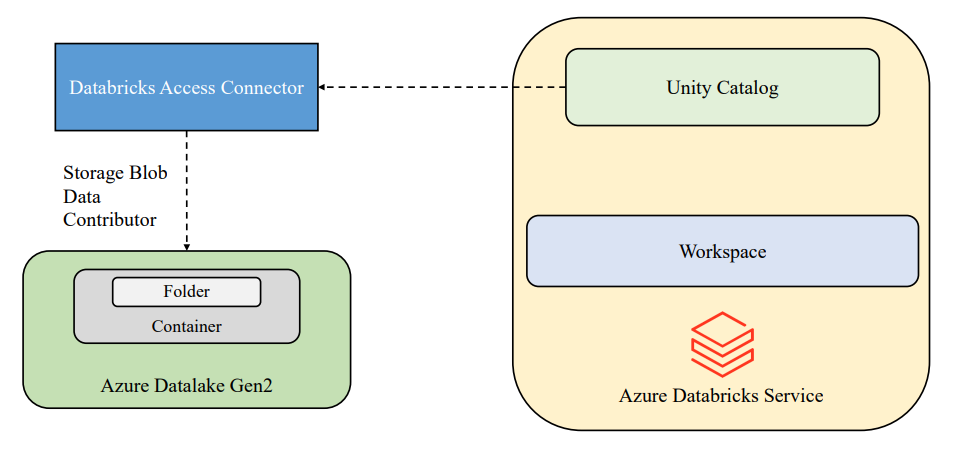 Databricks Access Connector
Unity Catalog
Storage Blob
Data
Contributor
Workspace
Folder
Container
Azure Datalake Gen2
Azure Databricks Service